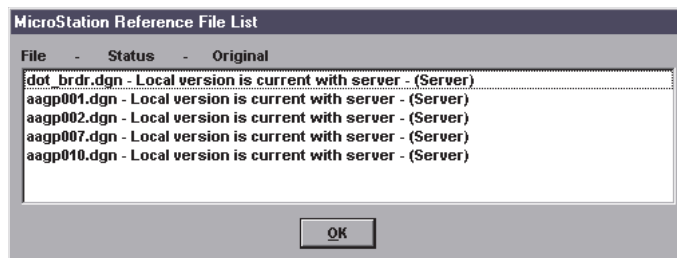 MicroStation Reference File List
File - Status - Original
dot_brdr.dgn - Local version is current with server - (Server)
aagp001.dgn - Local version is current with server - (Server)
aagp002.dgn - Local version is current with server - (Server)
aagp007.dgn - Local version is current with server - (Server)
aagp010.dgn - Local version is current with server - (Server)
OK